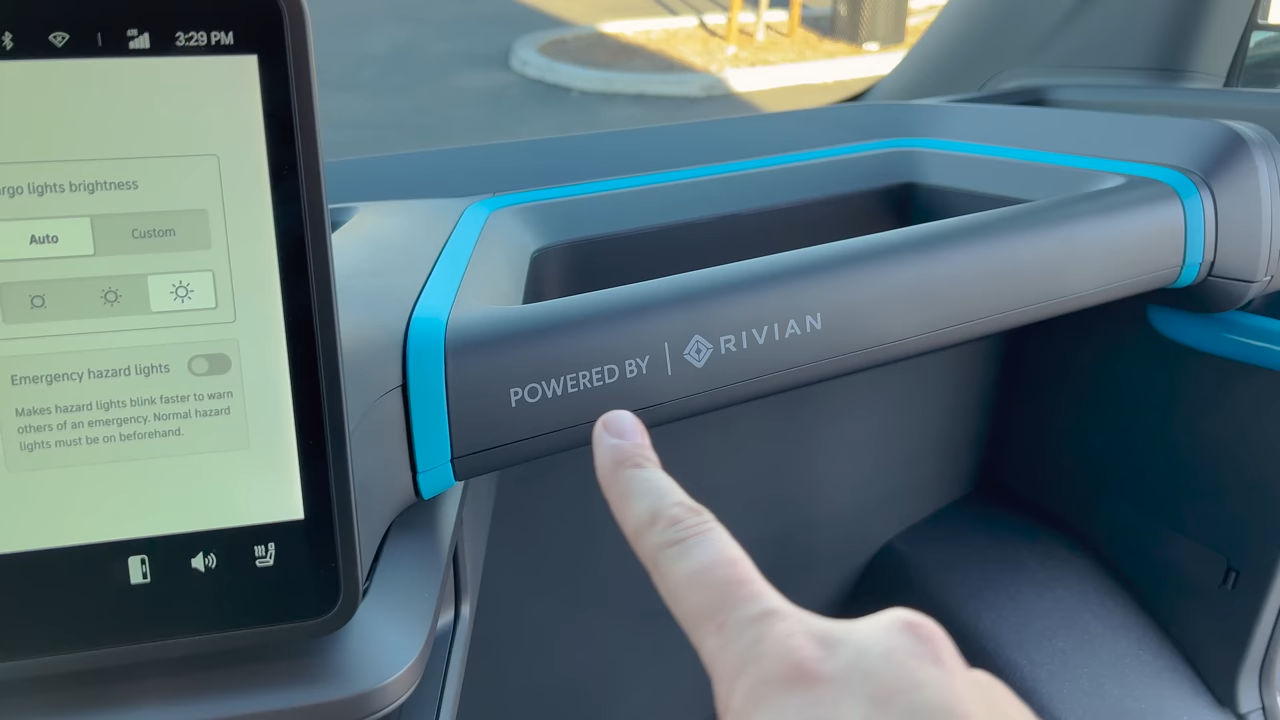 3:29 PM
rgo lights brightness
Auto
Custom
Emergency hazard lights
Makes hazard lights blink faster to warn
others of an emergency. Normal hazard
lights must be on beforehand.
POWERED BY | RIVIAN